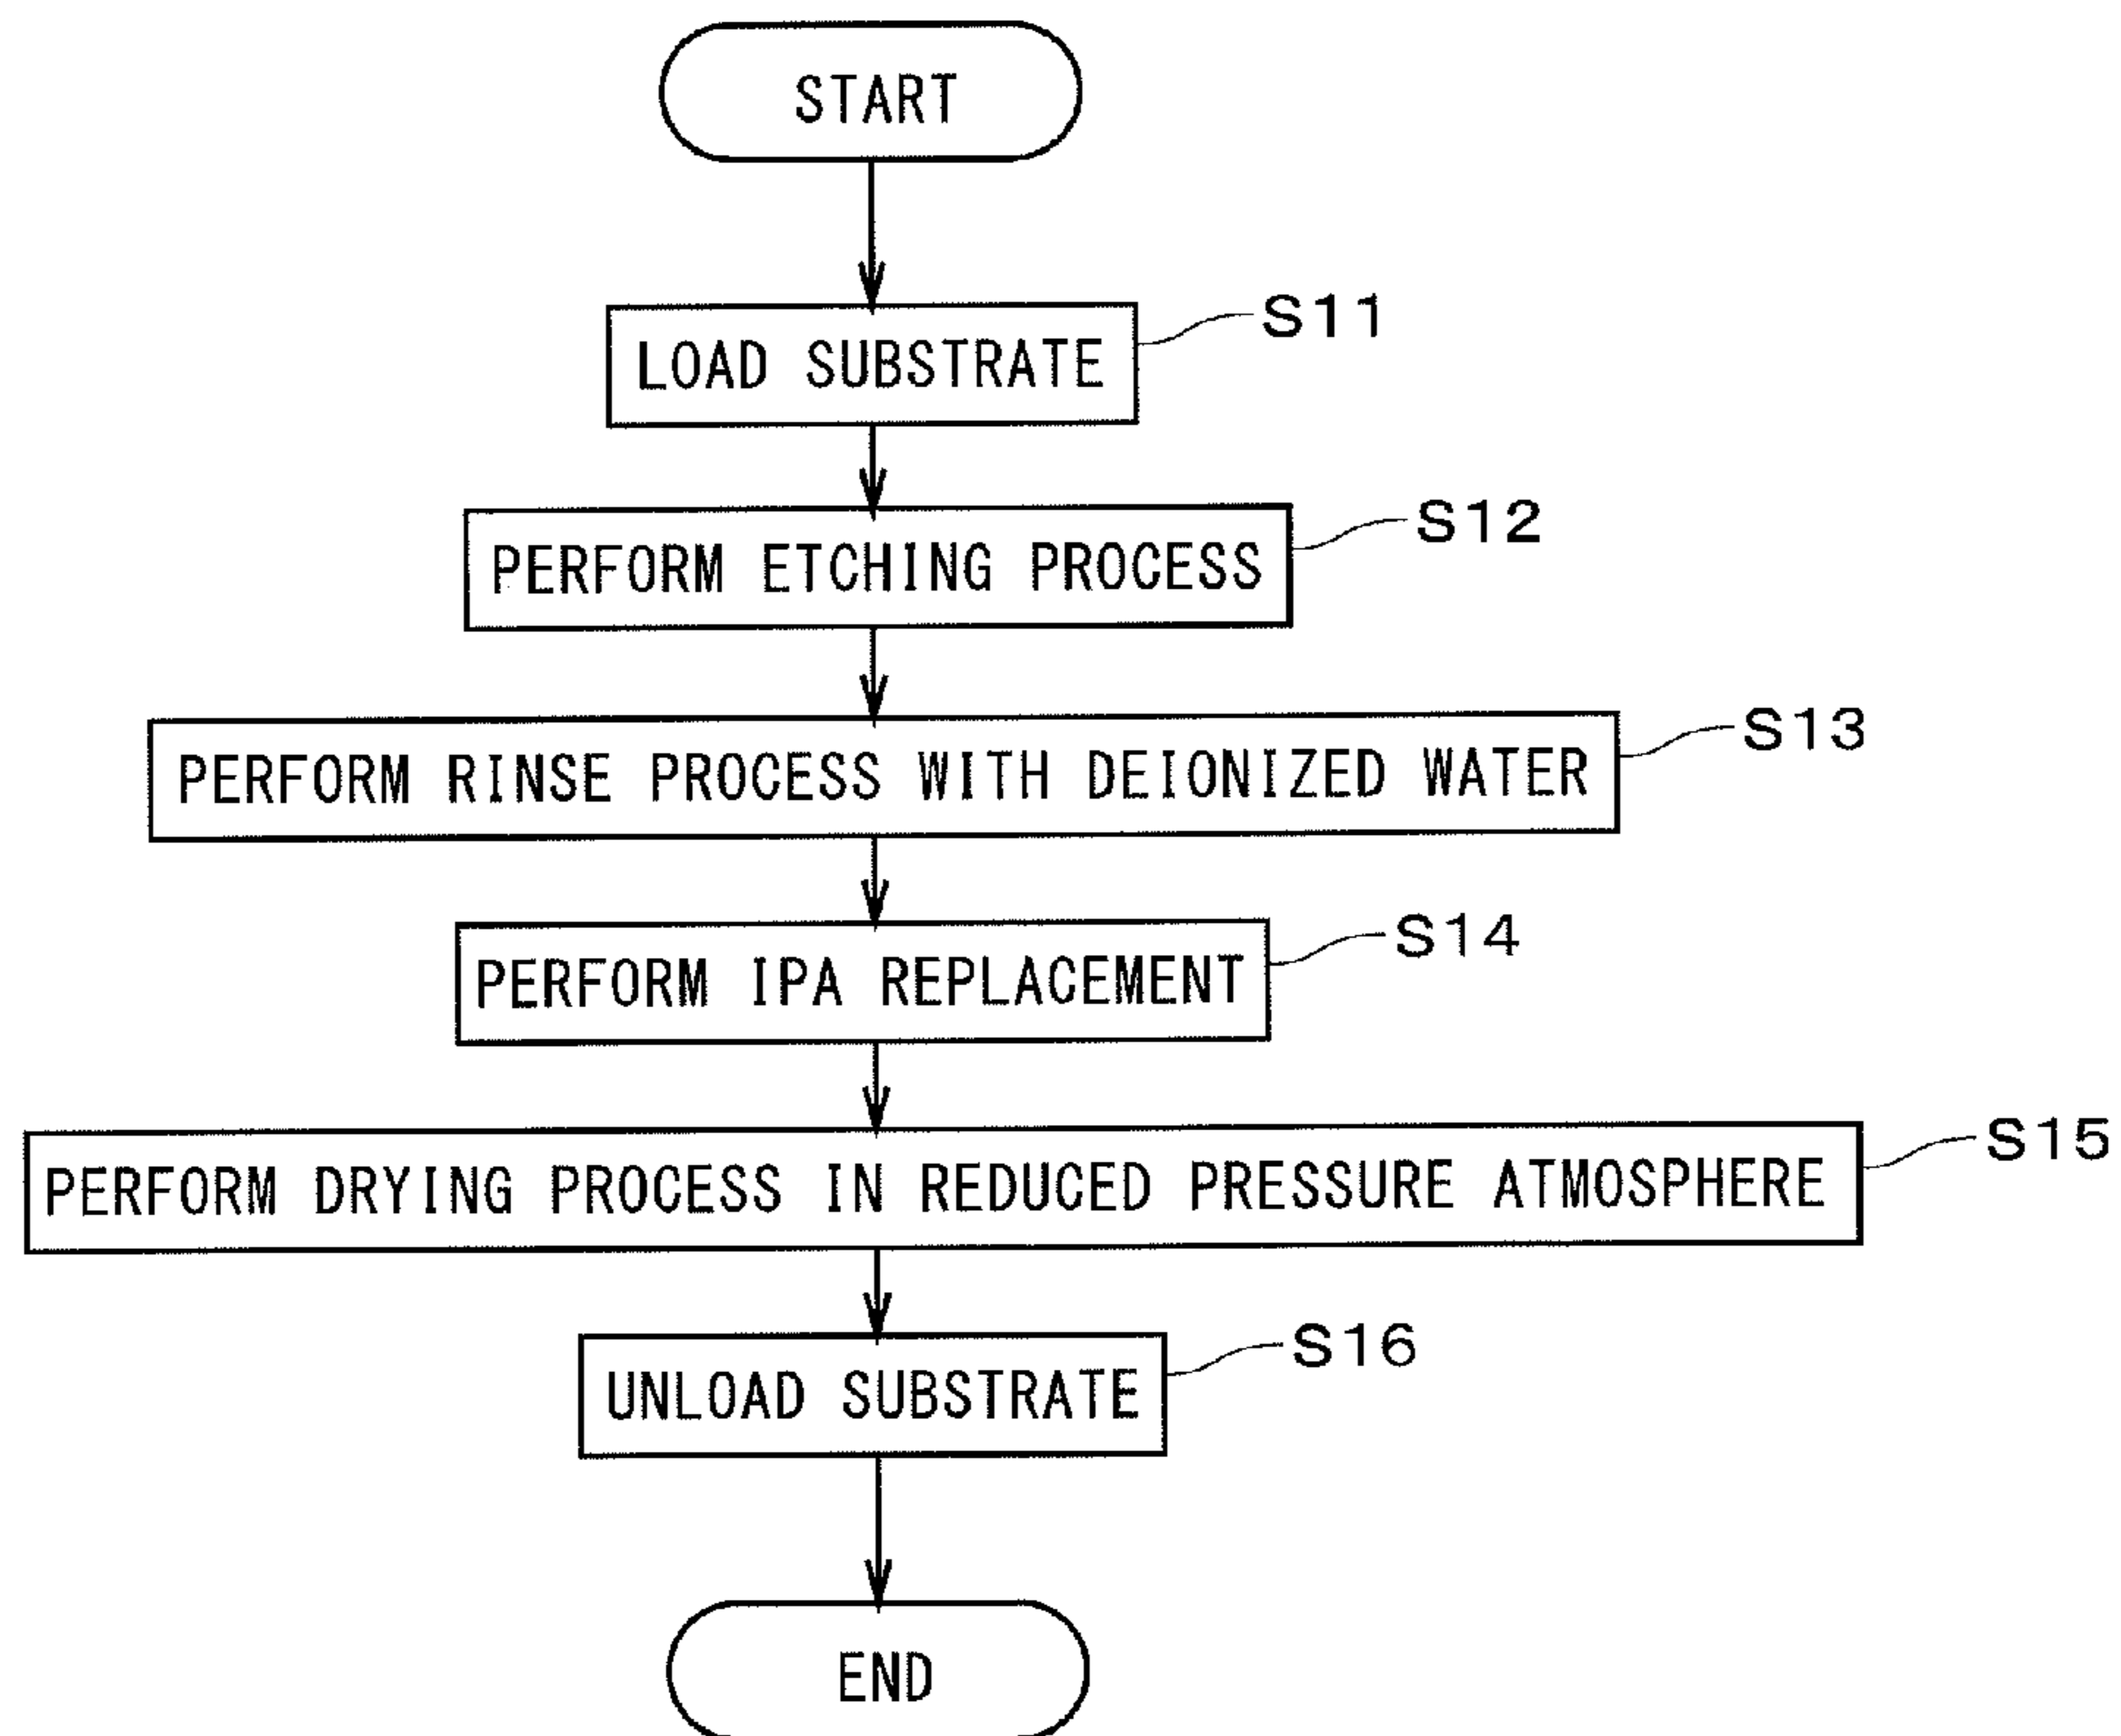 START
LOAD SUBSTRATE
S11
PERFORM ETCHING PROCESS
S12
PERFORM RINSE PROCESS WITH DEIONIZED WATER
S13
PERFORM IPA REPLACEMENT
S14
PERFORM DRYING PROCESS IN REDUCED PRESSURE ATMOSPHERE
S15
UNLOAD SUBSTRATE
S16
END